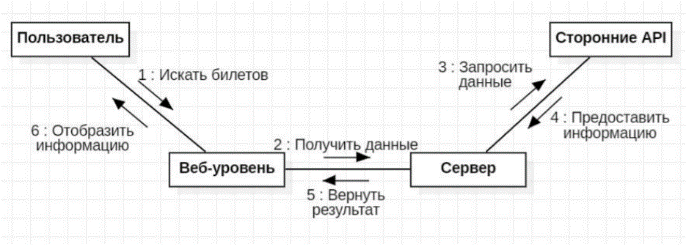 Пользователь
Сторонние API
1 : Искать билетов
3 : Запросить
данные
6 : Отобразить
информацию
4 : Предоставить
информацию
2 : Получить данные
Веб-уровень
Сервер
5 : Вернуть
результат